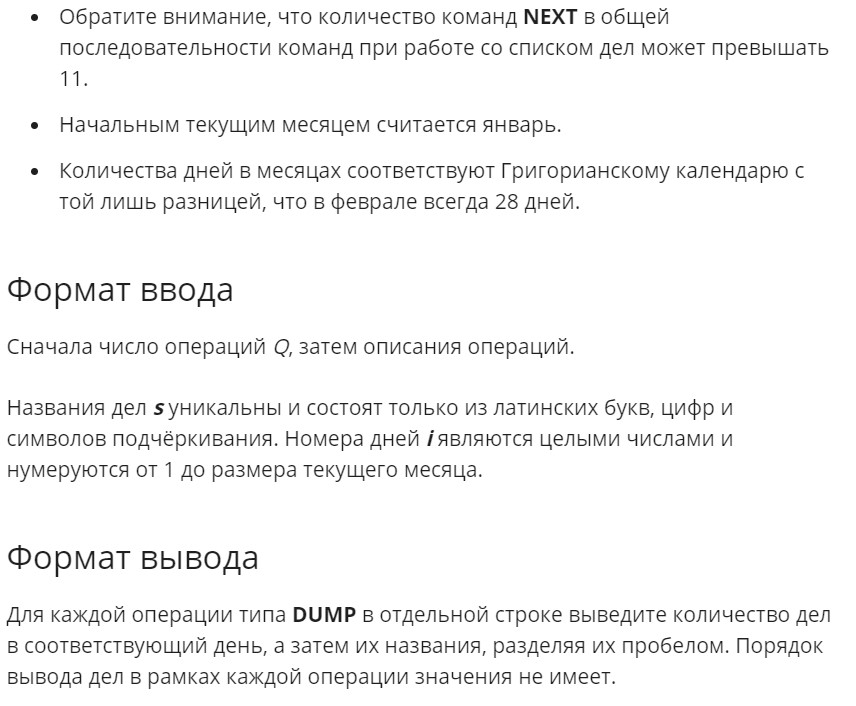 • Обратите внимание, что количество команд NEXT в общей
последовательности команд при работе со списком дел может превышать
11.
• Начальным текущим месяцем считается январь.
• Количества дней в месяцах соответствуют Григорианскому календарю с
той лишь разницей, что в феврале всегда 28 дней.
Формат ввода
Сначала число операций Q, затем описания операций.
Названия дел s уникальны и состоят только из латинских букв, цифр и
символов подчёркивания. Номера дней i являются целыми числами и
нумеруются от 1 до размера текущего месяца.
Формат вывода
Для каждой операции типа DUMP в отдельной строке выведите количество дел
в соответствующий день, а затем их названия, разделяя их пробелом. Порядок
вывода дел в рамках каждой операции значения не имеет.